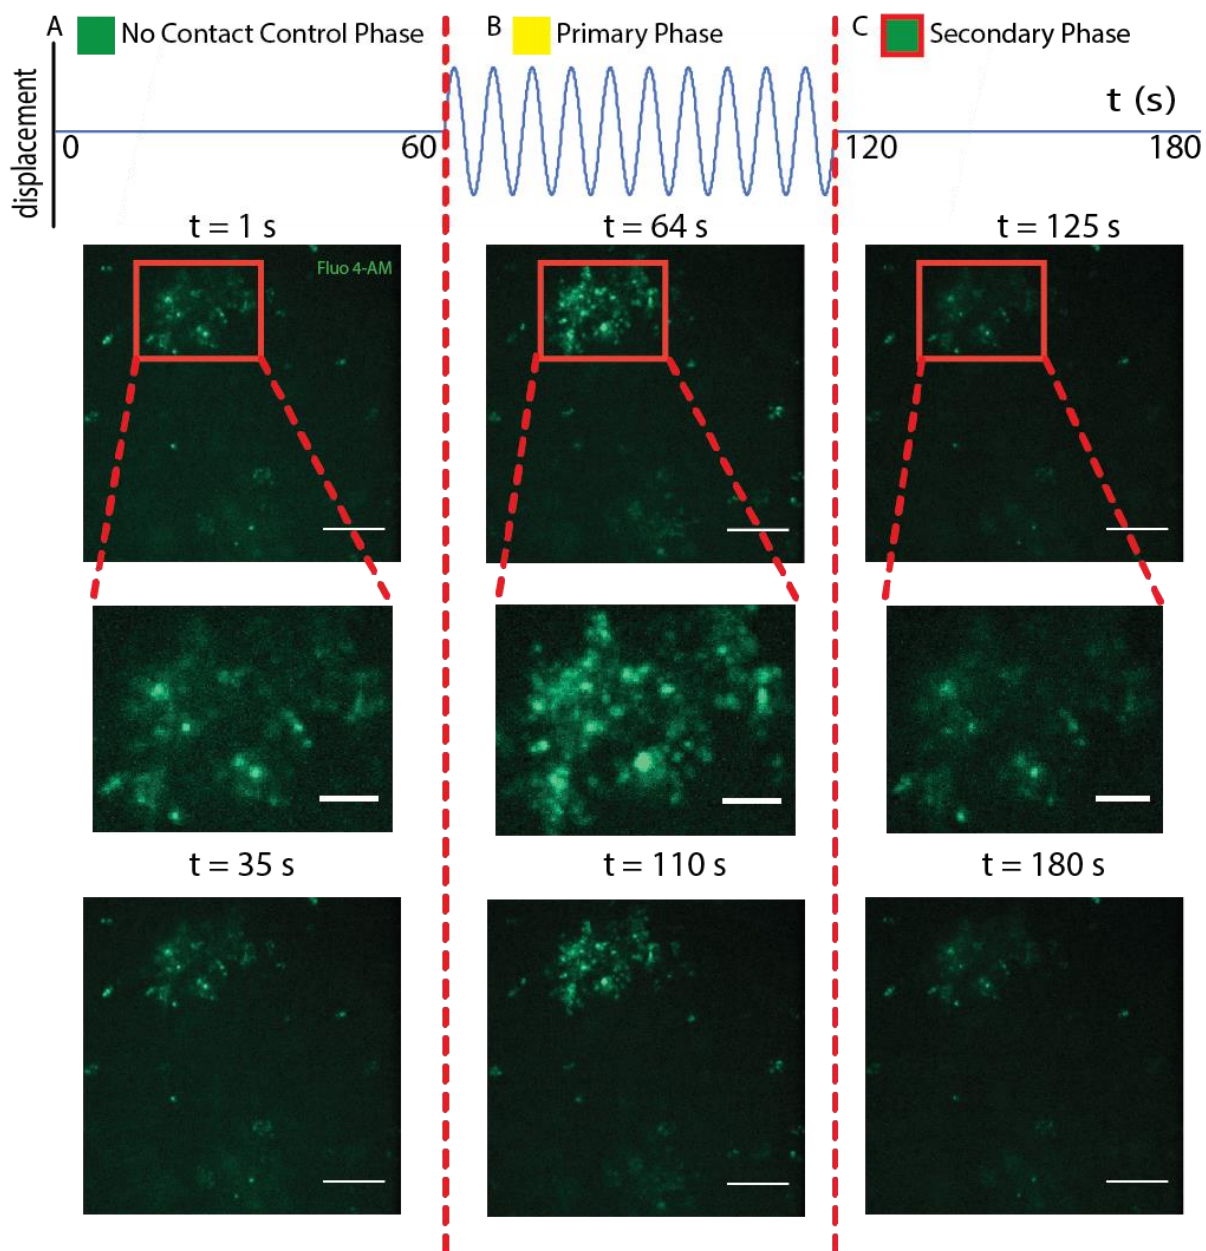 A No Contact Control Phase
B Primary Phase
C Secondary Phase
displacement
t (s)
0
60
120
180
t = 1 s
t = 64 s
t = 125 s
Fluo 4-AM
t = 35 s
t = 110 s
t = 180 s